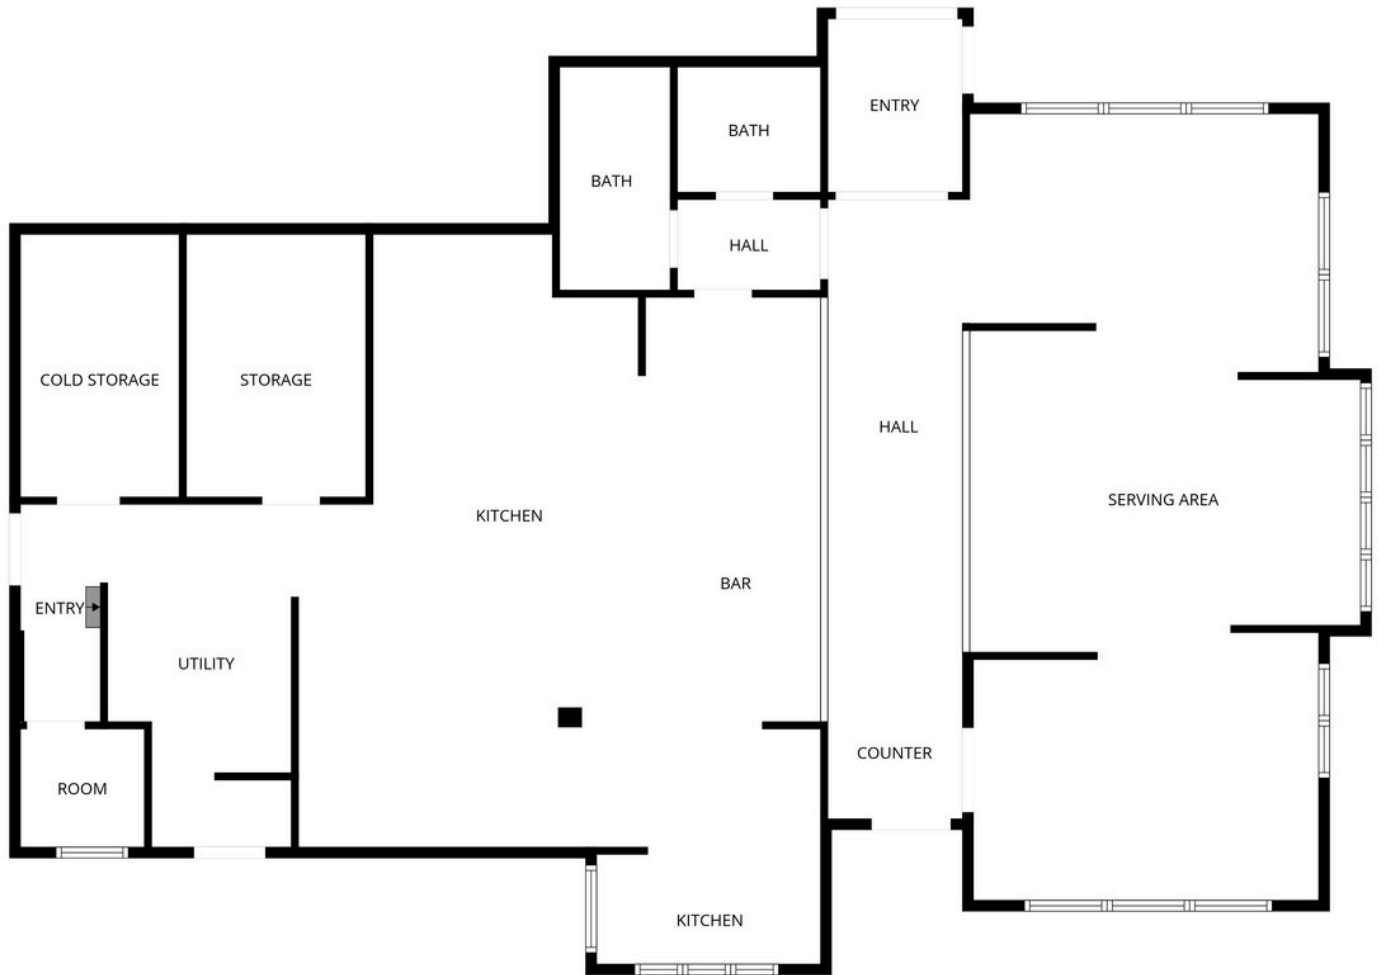 ENTRY
BATH
BATH
HALL
COLD STORAGE
STORAGE
HALL
SERVING AREA
KITCHEN
BAR
ENTRY
UTILITY
COUNTER
ROOM
KITCHEN